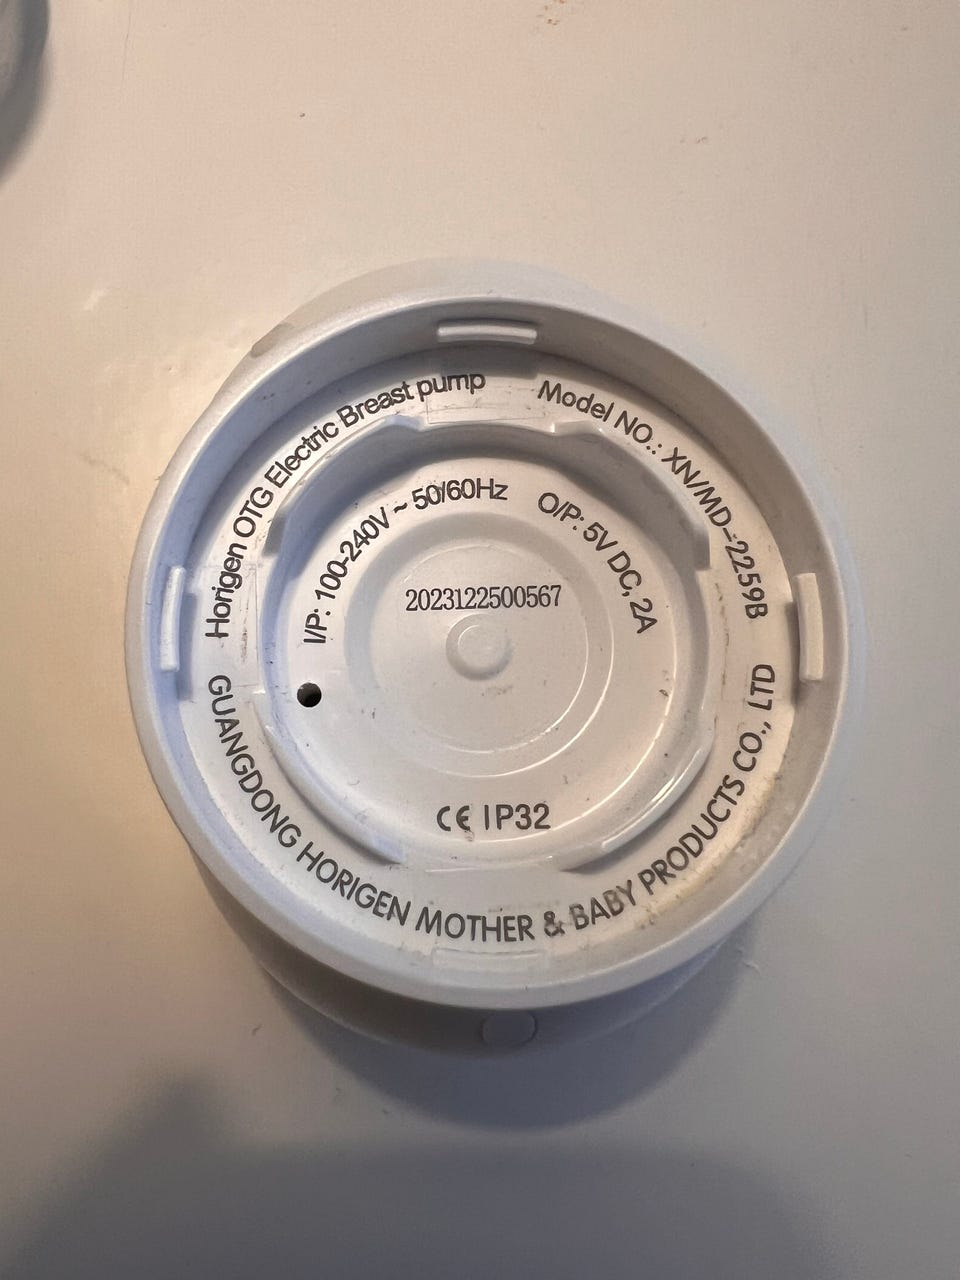 Horigen OTG Electric Breast pump
Model NO.: XN/MD-2259B
I/P: 100-240V ~ 50/60Hz
O/P: 5V DC, 2A
2023122500567
CE IP32
GUANGDONG HORIGEN MOTHER & BABY PRODUCTS CO., LTD